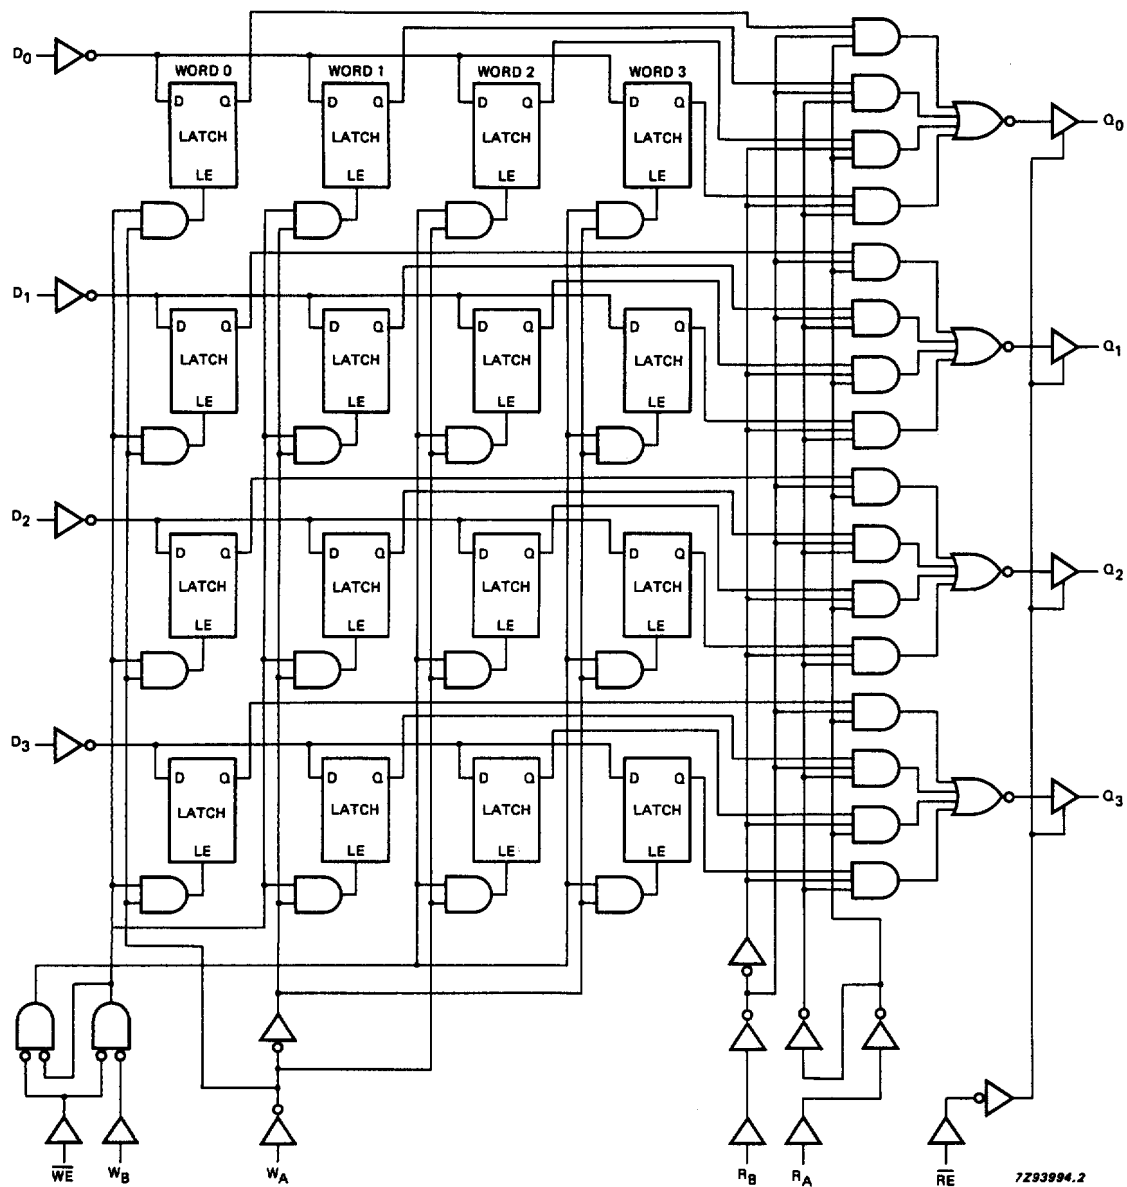 D0
WORD 0 WORD 1 WORD 2 WORD 3
D Q D Q D Q D Q
LATCH LATCH LATCH LATCH
LE LE LE LE
Q0
D1
D Q D Q D Q D Q
LATCH LATCH LATCH LATCH
LE LE LE LE
Q1
D2
D Q D Q D Q D Q
LATCH LATCH LATCH LATCH
LE LE LE LE
Q2
D3
D Q D Q D Q D Q
LATCH LATCH LATCH LATCH
LE LE LE LE
Q3
WE WB WA RB RA RE
7Z93994.2